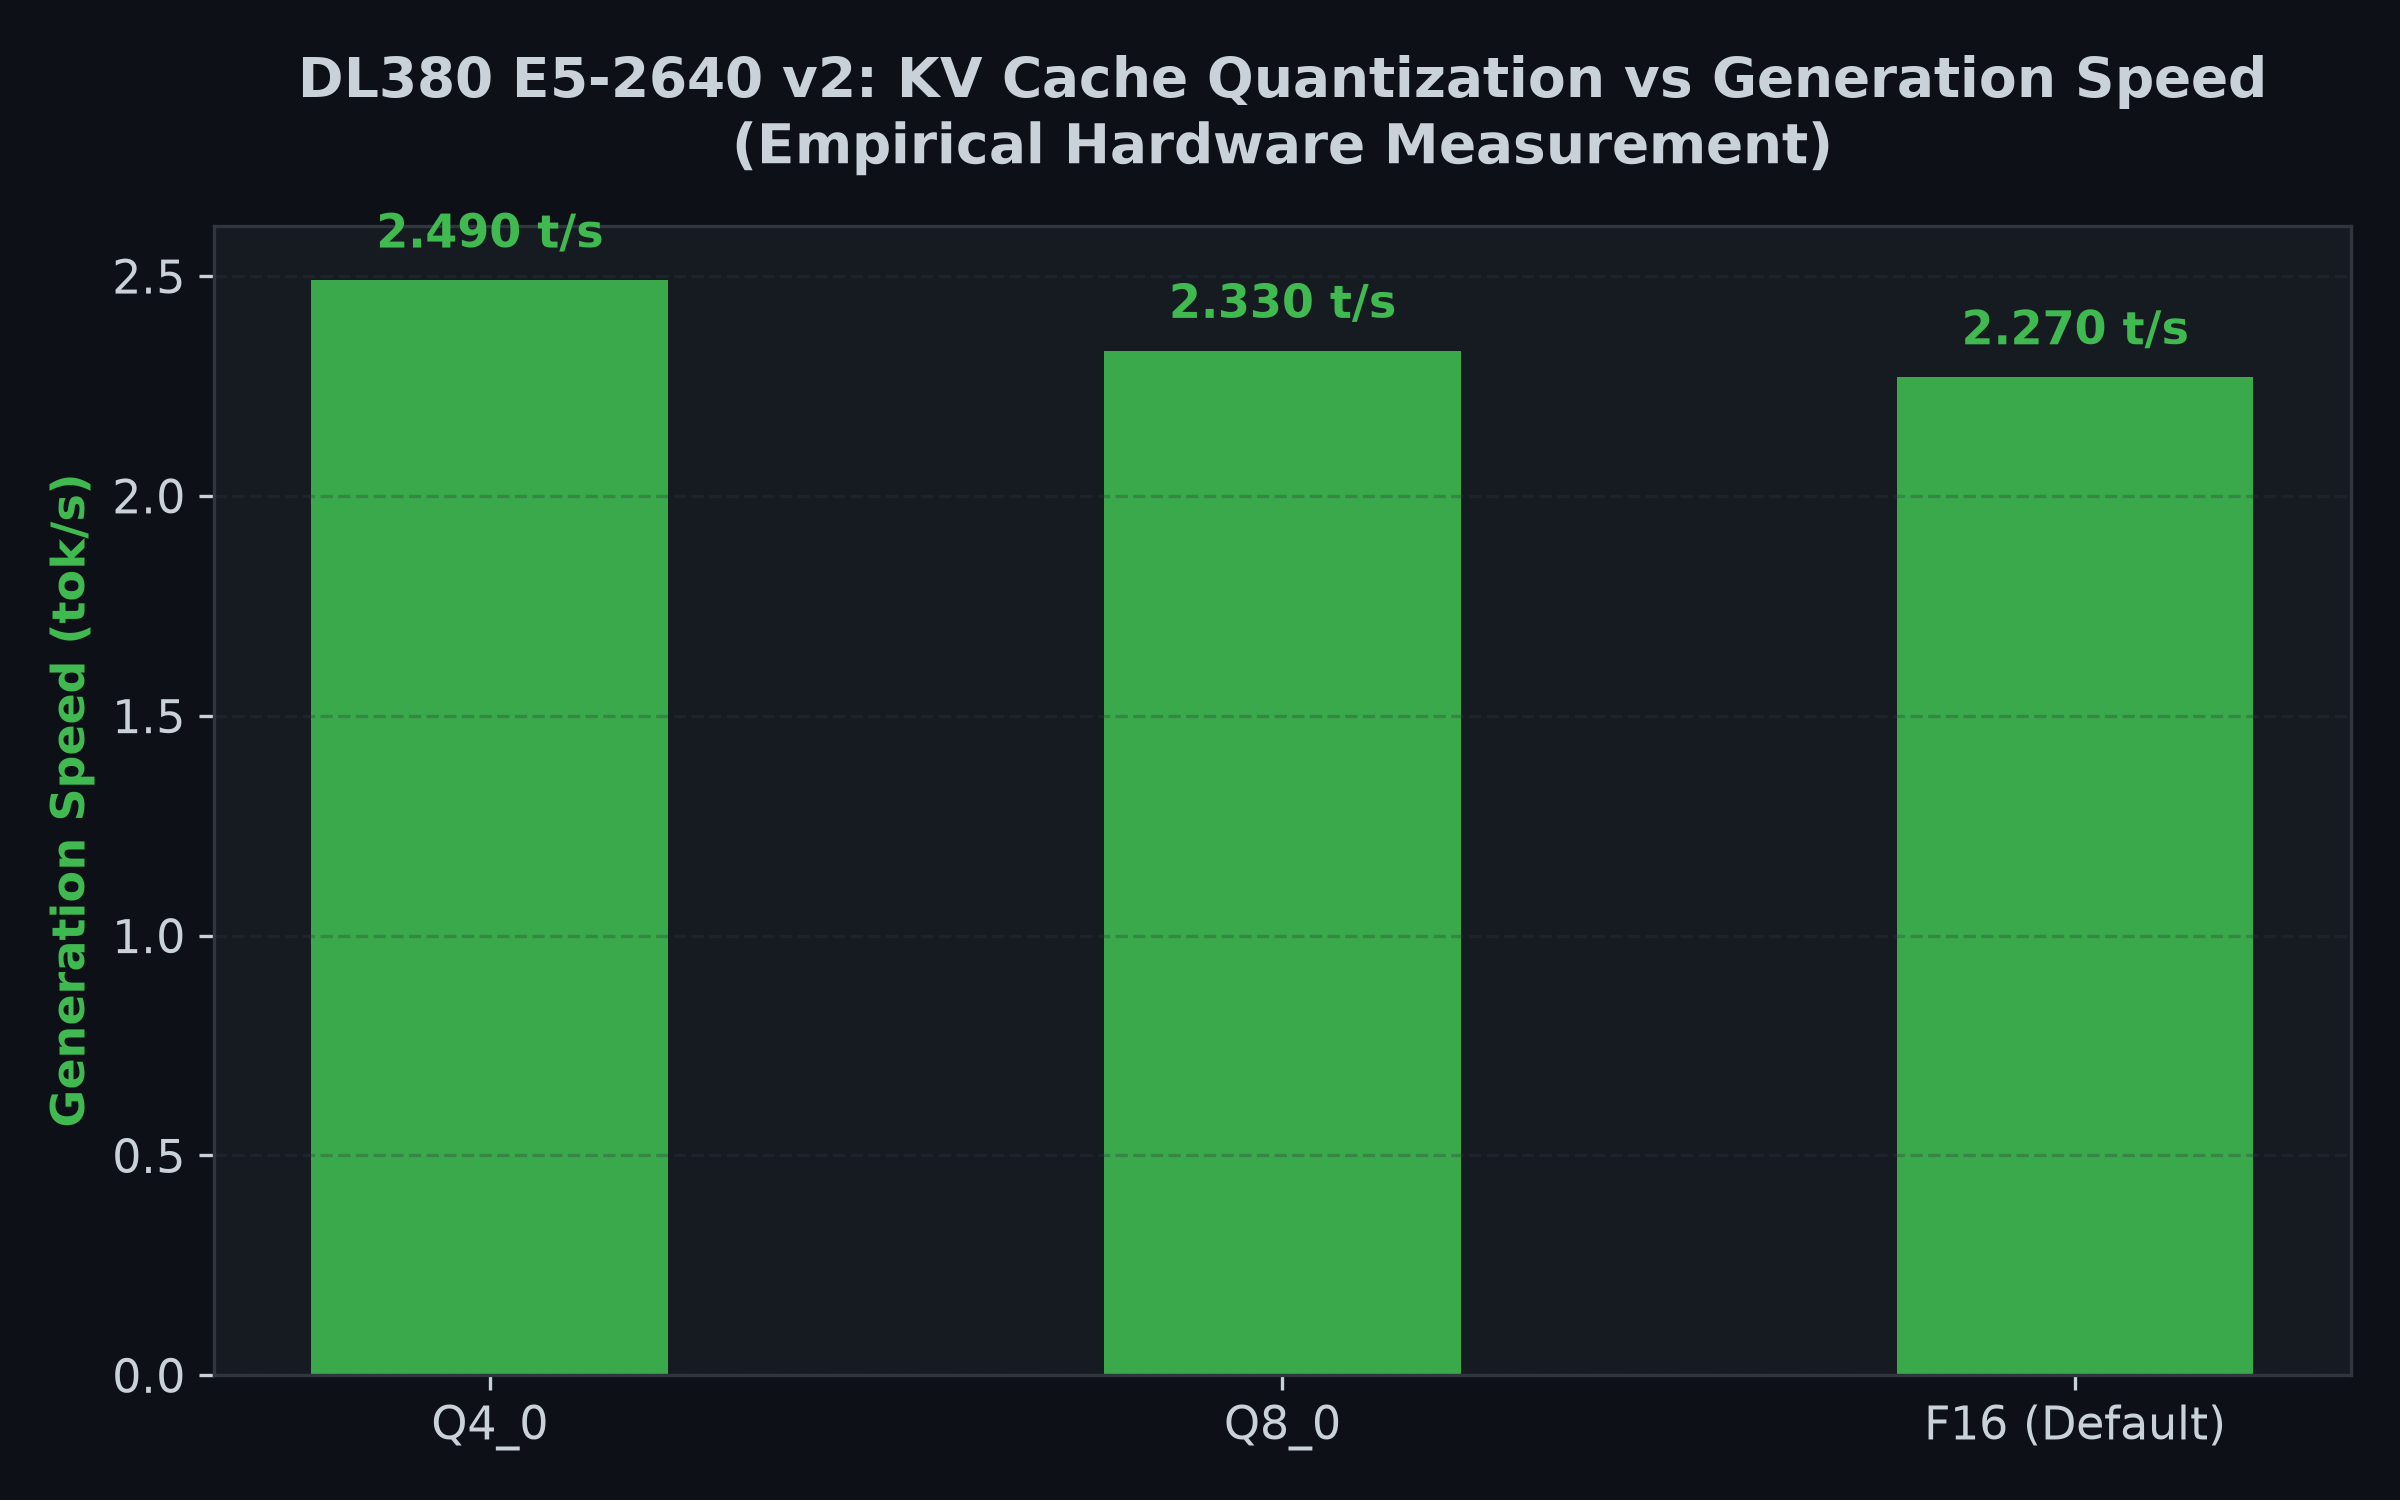 DL380 E5-2640 v2: KV Cache Quantization vs Generation Speed
(Empirical Hardware Measurement)
2.490 t/s
2.330 t/s
2.270 t/s
Generation Speed (tok/s)
2.5
2.0
1.5
1.0
0.5
0.0
Q4_0
Q8_0
F16 (Default)